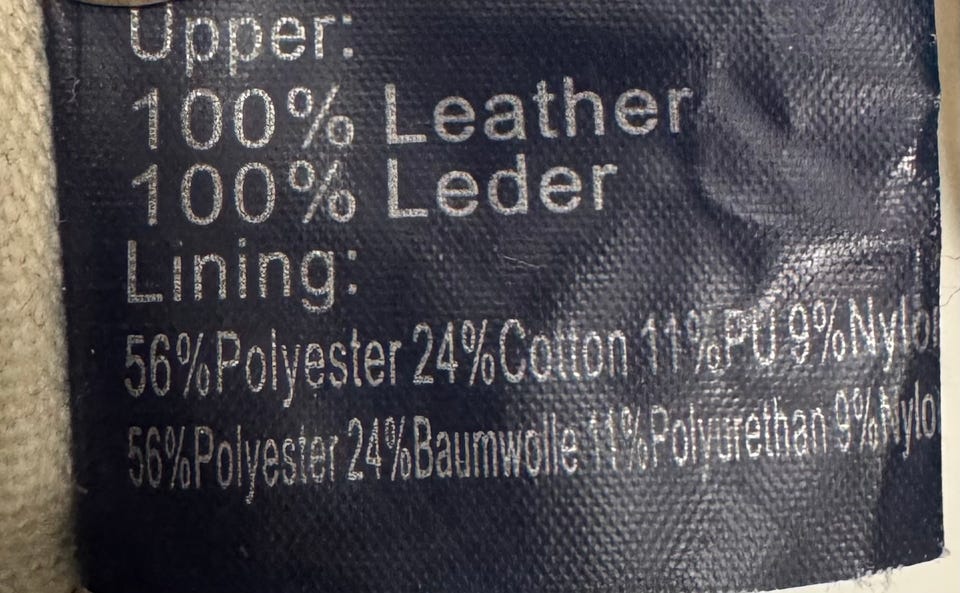 Upper:
100% Leather
100% Leder
Lining:
56%Polyester 24%Cotton 11%PU 9%Nylon
56%Polyester 24%Baumwolle 11%Polyurethan 9%Nylo